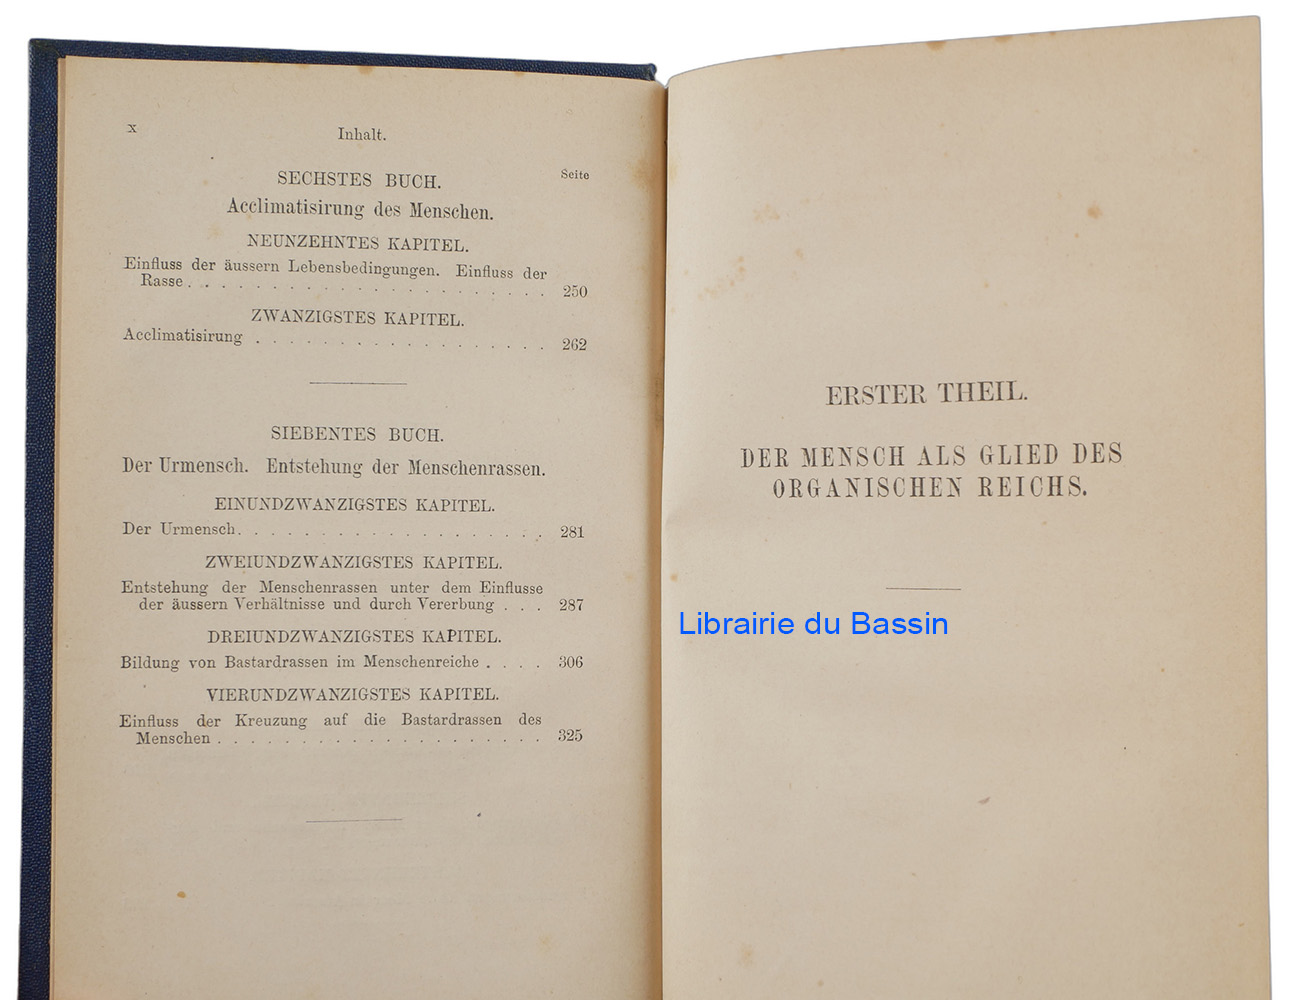 x
Inhalt.
Seite
SECHSTES BUCH.
Acclimatisirung des Menschen.
NEUNZEHNTES KAPITEL.
Einfluss der äussern Lebensbedingungen. Einfluss der
Rasse . . . . . . . . . . . . . . . . . . . . . . . . . . 250
ZWANZIGSTES KAPITEL.
Acclimatisirung . . . . . . . . . . . . . . . . . . . . . 262
SIEBENTES BUCH.
Der Urmensch. Entstehung der Menschenrassen.
EINUNDZWANZIGSTES KAPITEL.
Der Urmensch. . . . . . . . . . . . . . . . . . . . . . . 281
ZWEIUNDZWANZIGSTES KAPITEL.
Entstehung der Menschenrassen unter dem Einflusse
der äussern Verhältnisse und durch Vererbung . . . 287
DREIUNDZWANZIGSTES KAPITEL.
Bildung von Bastardrassen im Menschenreiche . . . . 306
VIERUNDZWANZIGSTES KAPITEL.
Einfluss der Kreuzung auf die Bastardrassen des
Menschen . . . . . . . . . . . . . . . . . . . . . . . . 325
ERSTER THEIL.
DER MENSCH ALS GLIED DES
ORGANISCHEN REICHS.
Librairie du Bassin